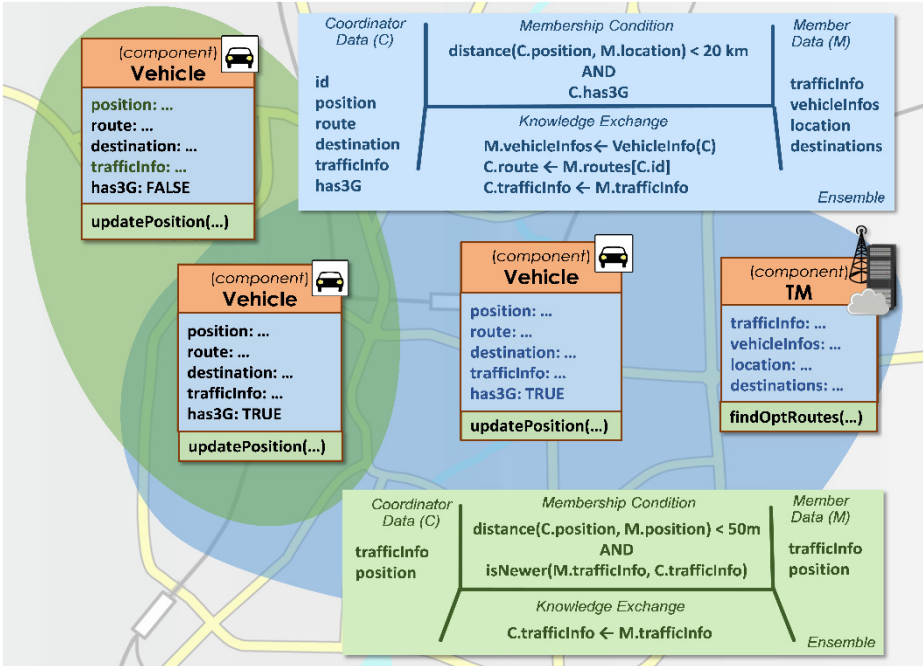 (component)
Vehicle
position: ...
route: ...
destination: ...
trafficInfo: ...
has3G: FALSE
updatePosition(...)
Coordinator
Data (C)
id
position
route
destination
trafficInfo
has3G
Membership Condition
distance(C.position, M.location) < 20 km
AND
C.has3G
Knowledge Exchange
M.vehicleInfos← VehicleInfo(C)
C.route ← M.routes[C.id]
C.trafficInfo ← M.trafficInfo
Member
Data (M)
trafficInfo
vehicleInfos
location
destinations
Ensemble
(component)
Vehicle
position: ...
route: ...
destination: ...
trafficInfo: ...
has3G: TRUE
updatePosition(...)
(component)
Vehicle
position: ...
route: ...
destination: ...
trafficInfo: ...
has3G: TRUE
updatePosition(...)
(component)
TM
trafficInfo: ...
vehicleInfos: ...
location: ...
destinations: ...
findOptRoutes(...)
Coordinator
Data (C)
trafficInfo
position
Membership Condition
distance(C.position, M.position) < 50m
AND
isNewer(M.trafficInfo, C.trafficInfo)
Knowledge Exchange
C.trafficInfo ← M.trafficInfo
Member
Data (M)
trafficInfo
position
Ensemble